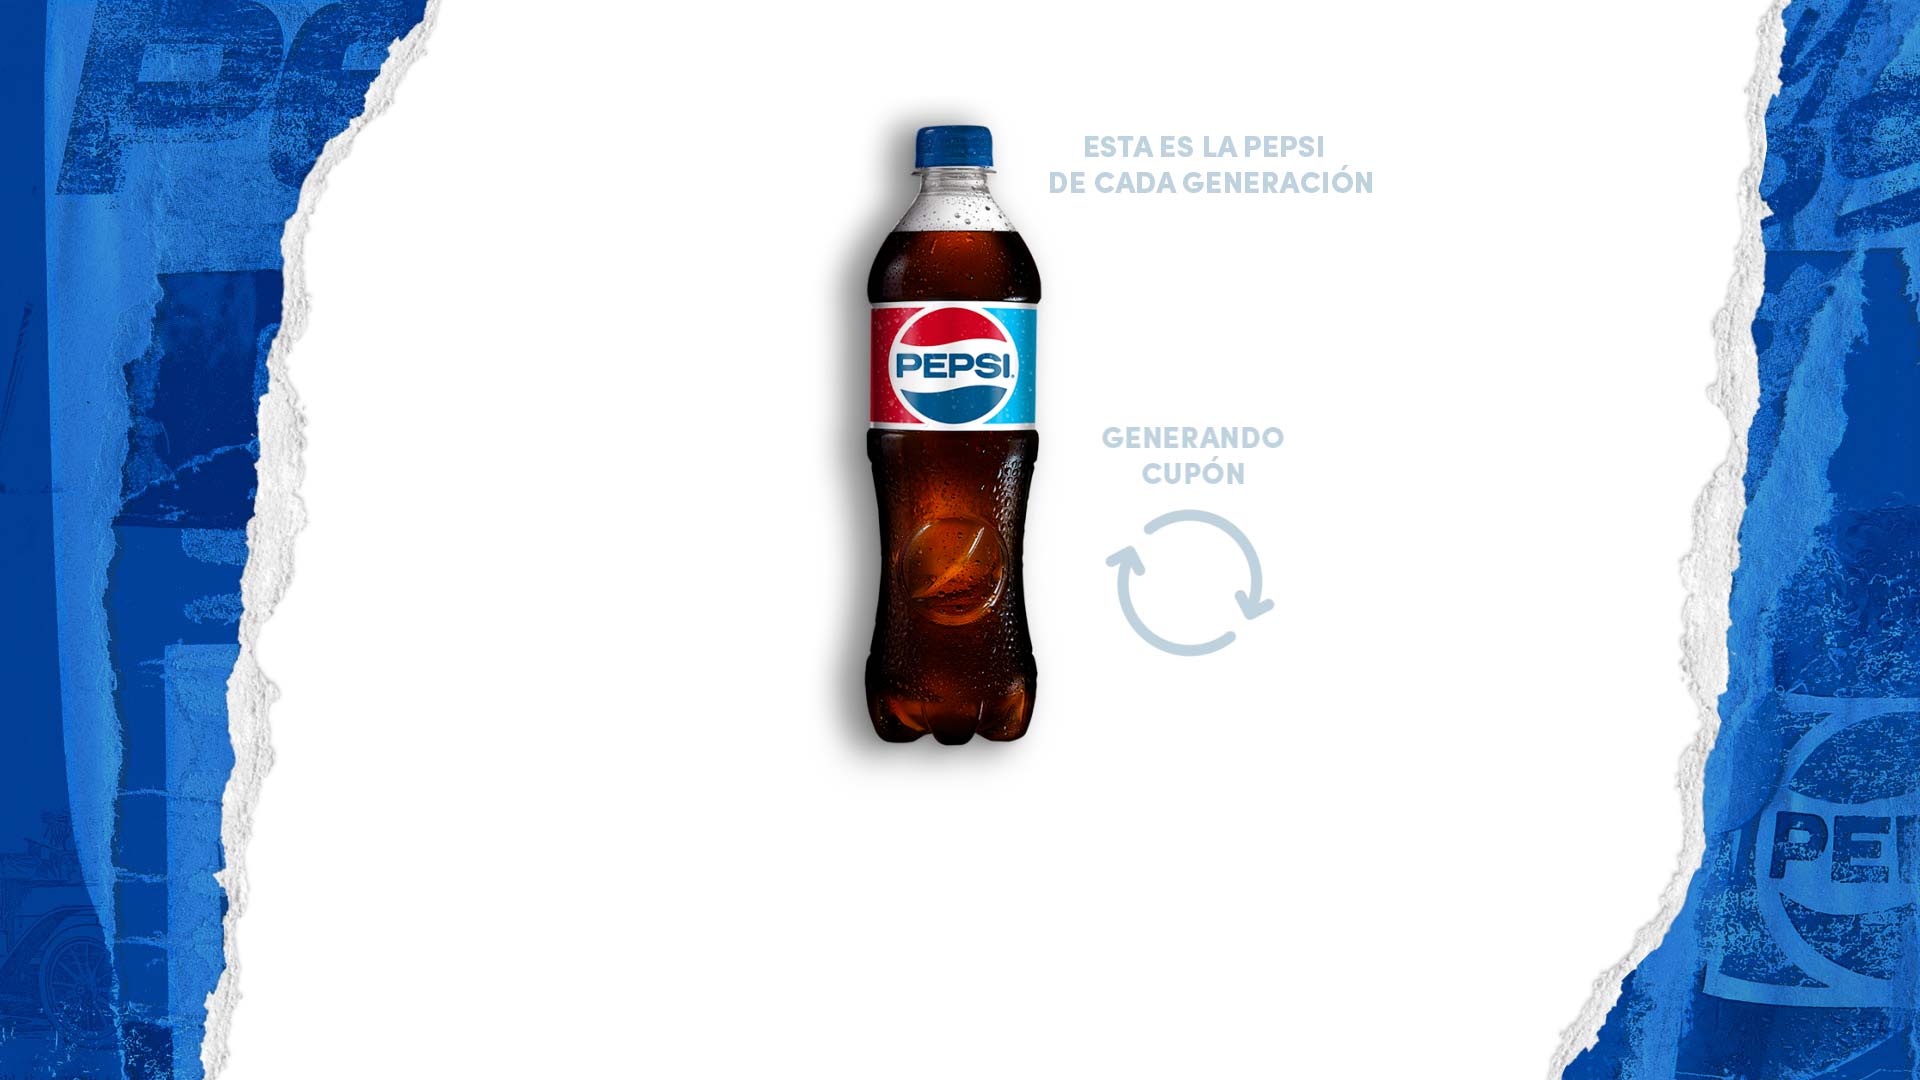 ESTA ES LA PEPSI
DE CADA GENERACIÓN
PEPSI
GENERANDO
CUPÓN